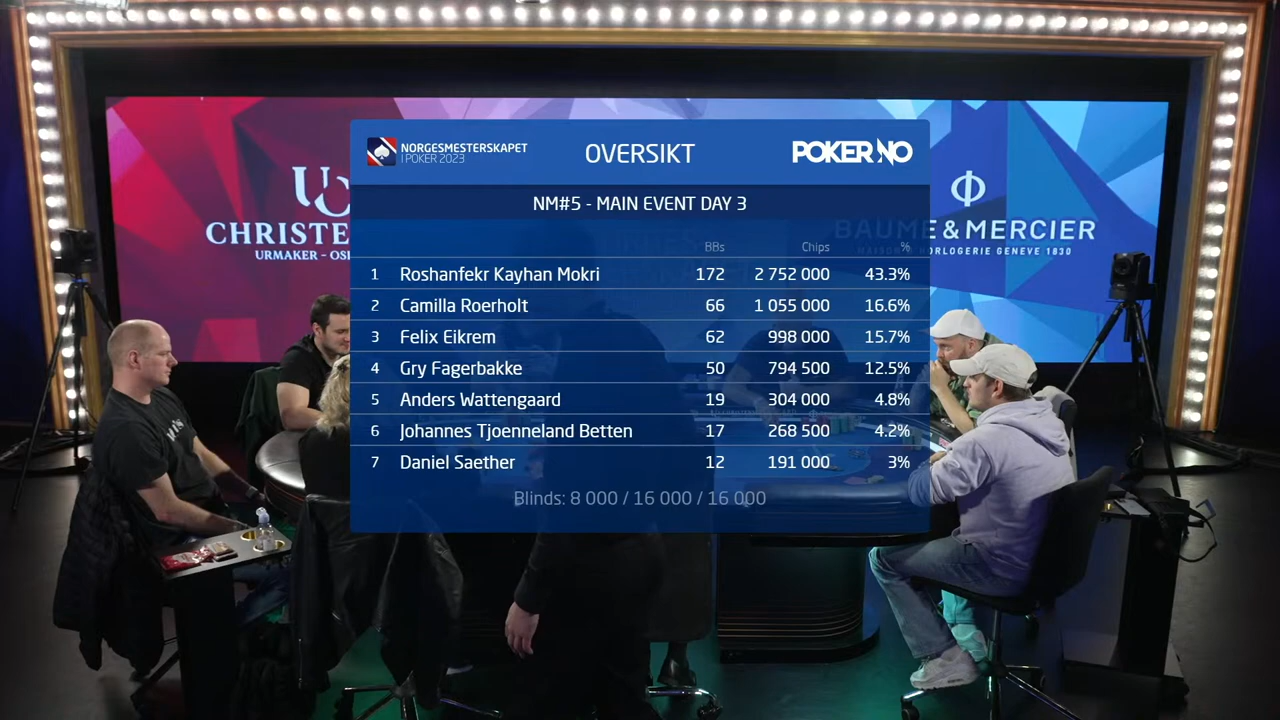 NORGESMESTERSKAPET
I POKER 2023
OVERSIKT
POKER.NO
NM#5 - MAIN EVENT DAY 3
UC
CHRISTE
URMAKER - OSL
BAUME & MERCIER
MAISON D'HORLOGERIE GENEVE 1830
BBs Chips %
1 Roshanfekr Kayhan Mokri 172 2 752 000 43.3%
2 Camilla Roerholt 66 1 055 000 16.6%
3 Felix Eikrem 62 998 000 15.7%
4 Gry Fagerbakke 50 794 500 12.5%
5 Anders Wattengaard 19 304 000 4.8%
6 Johannes Tjoenneland Betten 17 268 500 4.2%
7 Daniel Saether 12 191 000 3%
Blinds: 8 000 / 16 000 / 16 000